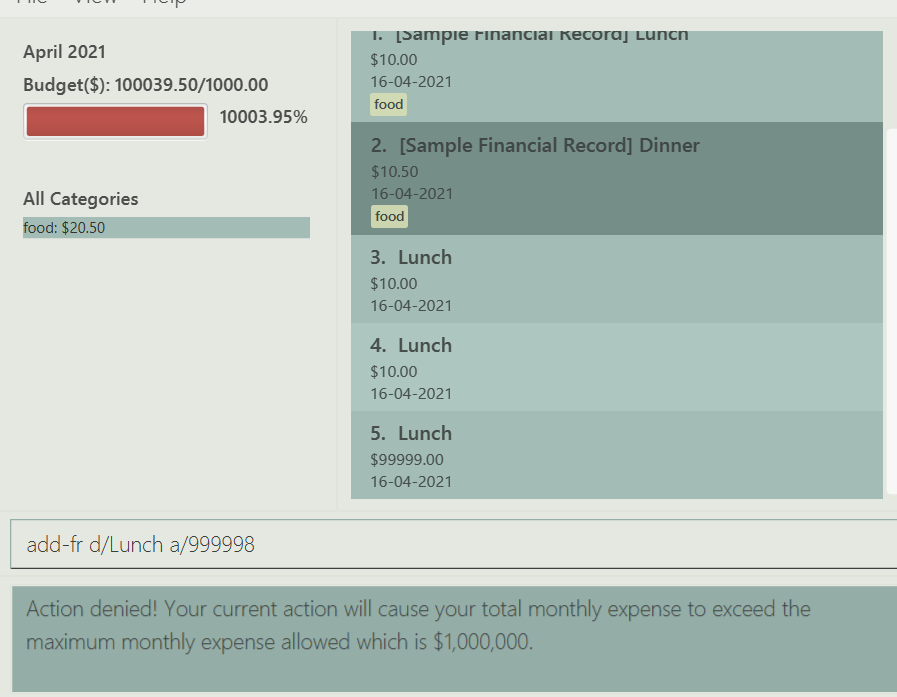 File View Help
April 2021
Budget($): 100039.50/1000.00
10003.95%
All Categories
food: $20.50
1. [Sample Financial Record] Lunch
$10.00
16-04-2021
food
2. [Sample Financial Record] Dinner
$10.50
16-04-2021
food
3. Lunch
$10.00
16-04-2021
4. Lunch
$10.00
16-04-2021
5. Lunch
$99999.00
16-04-2021
add-fr d/Lunch a/999998
Action denied! Your current action will cause your total monthly expense to exceed the
maximum monthly expense allowed which is $1,000,000.